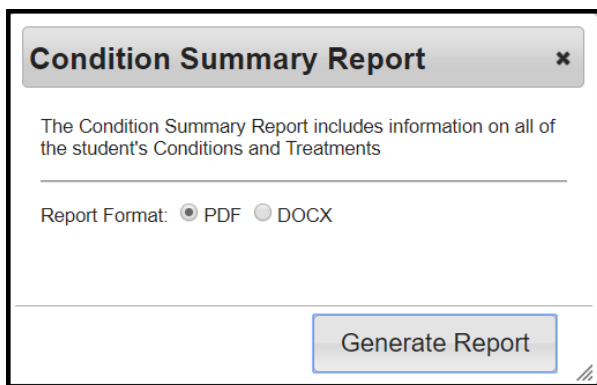 Condition Summary Report
The Condition Summary Report includes information on all of
the student's Conditions and Treatments
Report Format: PDF DOCX
Generate Report